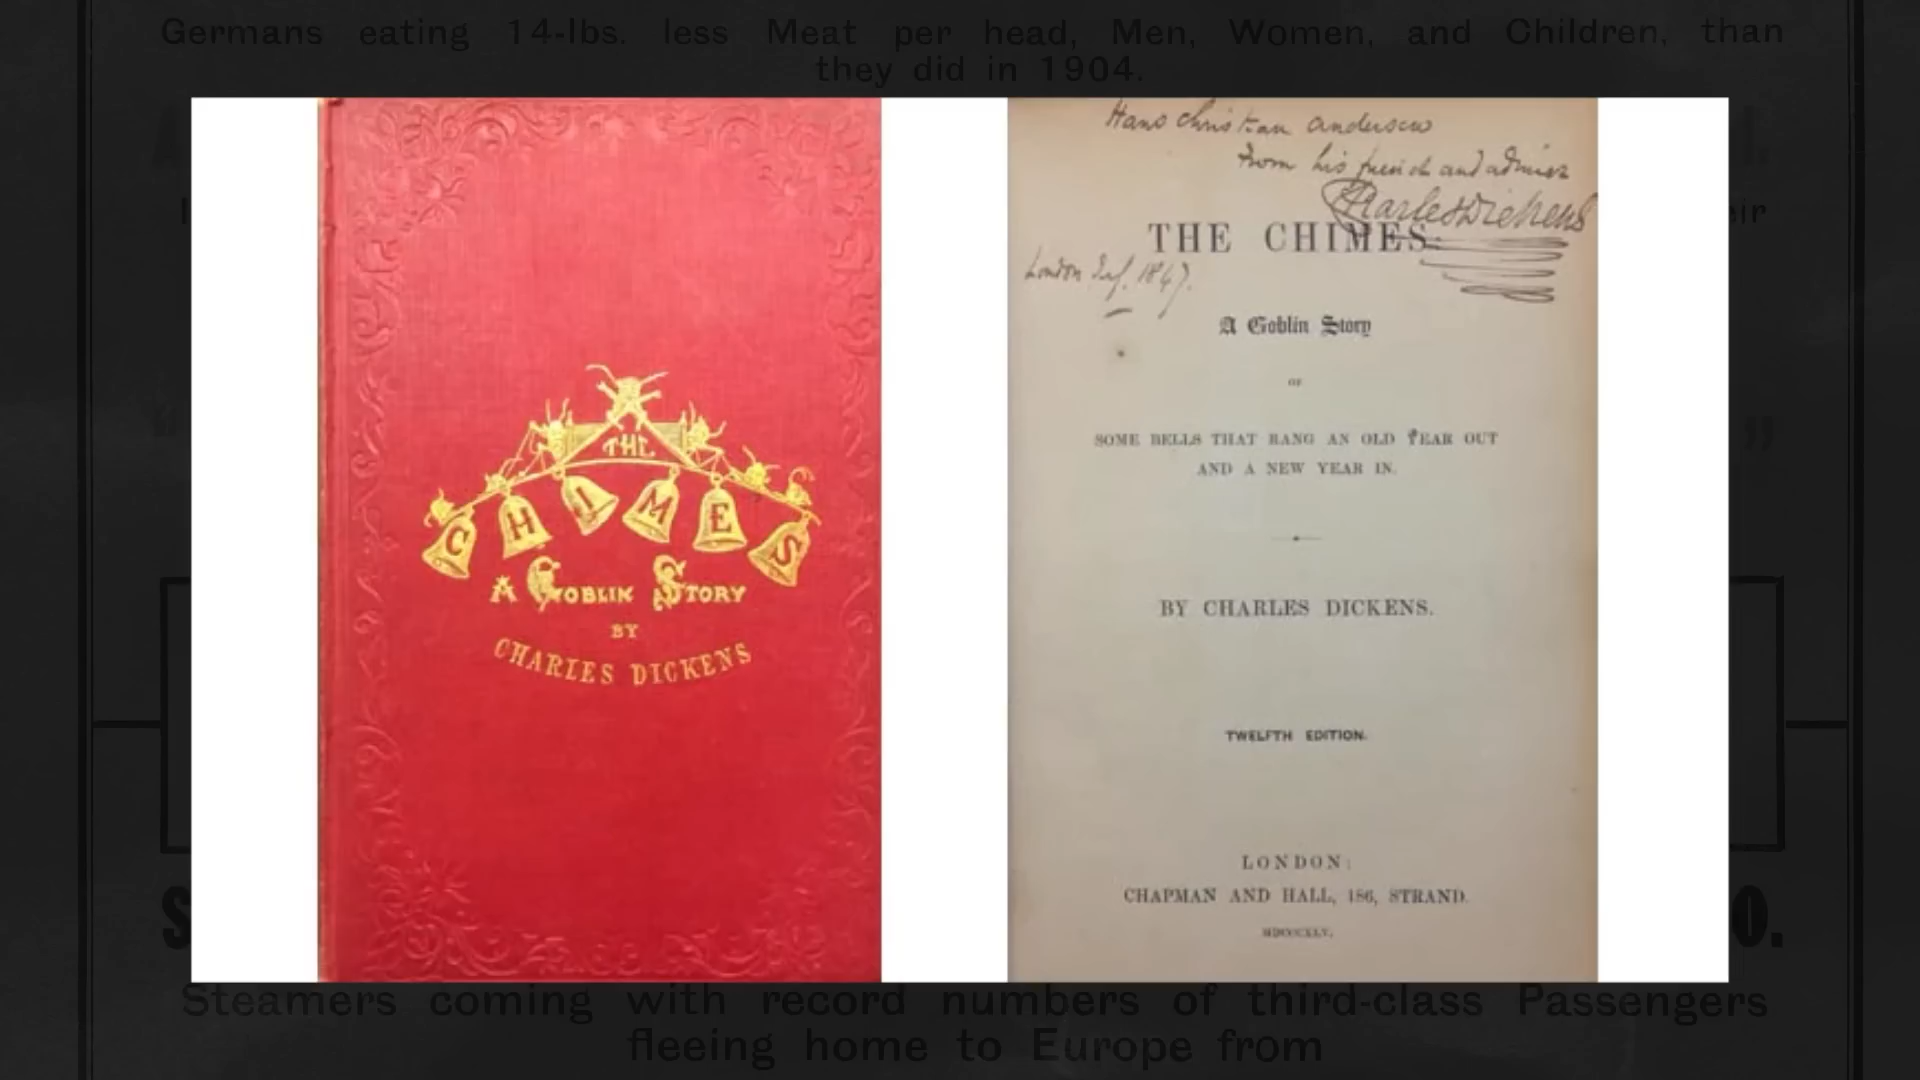 Germans eating 14-lbs. less Meat per head, Men, Women, and Children, than
they did in 1904.
THE
CHIMES
A GOBLIN STORY
BY
CHARLES DICKENS
Hans Christian Andersen
From his friend and admirer
Charles Dickens
THE CHIMES:
London July. 1847.
A Goblin Story
OF
SOME BELLS THAT RANG AN OLD YEAR OUT
AND A NEW YEAR IN.
BY CHARLES DICKENS.
TWELFTH EDITION.
LONDON:
CHAPMAN AND HALL, 186, STRAND.
MDCCCXLV.
Steamers coming with record numbers of third-class Passengers
fleeing home to Europe from